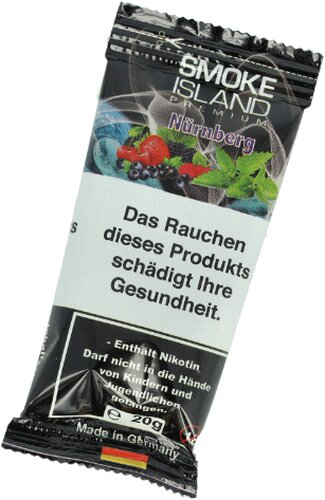 SMOKE
ISLAND
PREMIUM
Nürnberg
Das Rauchen
dieses Produkts
schädigt Ihre
Gesundheit.
- Enthält Nikotin
Darf nicht in die Hände
von Kindern und
Jugendlichen
gelangen.
e 20g
Made in Germany